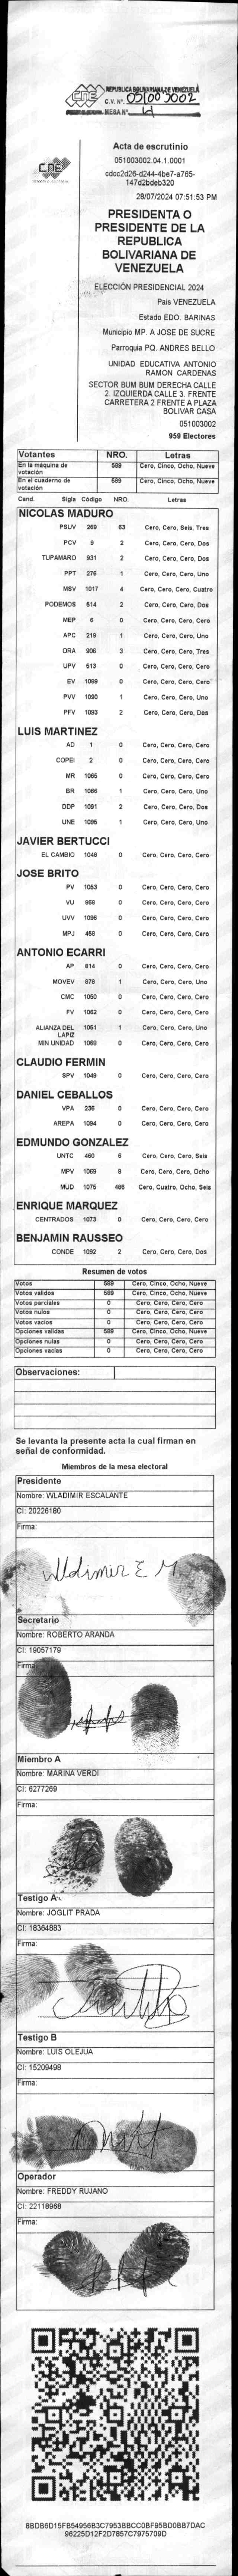 CNE
REPUBLICA BOLIVARIANA DE VENEZUELA
C.V. Nº. 051003002
MESA Nº
CNE
Acta de escrutinio
051003002.04.1.0001
cdcc2d26-d244-4be7-a765-
147d2bdeb320
28/07/2024 07:51:53 PM
PRESIDENTA O
PRESIDENTE DE LA
REPUBLICA
BOLIVARIANA DE
VENEZUELA
ELECCIÓN PRESIDENCIAL 2024
Pais VENEZUELA
Estado EDO. BARINAS
Municipio MP. A JOSE DE SUCRE
Parroquia PQ. ANDRES BELLO
UNIDAD EDUCATIVA ANTONIO
RAMON CARDENAS
SECTOR BUM BUM DERECHA CALLE
2. IZQUIERDA CALLE 3. FRENTE
CARRETERA 2 FRENTE A PLAZA
BOLIVAR CASA
051003002
959 Electores
Votantes NRO. Letras
En la máquina de votación 589 Cero, Cinco, Ocho, Nueve
En el cuaderno de votación 589 Cero, Cinco, Ocho, Nueve
Cand. Sigla Código NRO. Letras
NICOLAS MADURO
PSUV 269 63 Cero, Cero, Seis, Tres
PCV 9 2 Cero, Cero, Cero, Dos
TUPAMARO 931 2 Cero, Cero, Cero, Dos
PPT 276 1 Cero, Cero, Cero, Uno
MSV 1017 4 Cero, Cero, Cero, Cuatro
PODEMOS 514 2 Cero, Cero, Cero, Dos
MEP 6 0 Cero, Cero, Cero, Cero
APC 219 1 Cero, Cero, Cero, Uno
ORA 906 3 Cero, Cero, Cero, Tres
UPV 513 0 Cero, Cero, Cero, Cero
EV 1089 0 Cero, Cero, Cero, Cero
PVV 1090 1 Cero, Cero, Cero, Uno
PFV 1093 2 Cero, Cero, Cero, Dos
LUIS MARTINEZ
AD 1 0 Cero, Cero, Cero, Cero
COPEI 2 0 Cero, Cero, Cero, Cero
MR 1065 0 Cero, Cero, Cero, Cero
BR 1066 1 Cero, Cero, Cero, Uno
DDP 1091 2 Cero, Cero, Cero, Dos
UNE 1095 1 Cero, Cero, Cero, Uno
JAVIER BERTUCCI
EL CAMBIO 1048 0 Cero, Cero, Cero, Cero
JOSE BRITO
PV 1053 0 Cero, Cero, Cero, Cero
VU 868 0 Cero, Cero, Cero, Cero
UVV 1096 0 Cero, Cero, Cero, Cero
MPJ 458 0 Cero, Cero, Cero, Cero
ANTONIO ECARRI
AP 814 0 Cero, Cero, Cero, Cero
MOVEV 878 1 Cero, Cero, Cero, Uno
CMC 1050 0 Cero, Cero, Cero, Cero
FV 1062 0 Cero, Cero, Cero, Cero
ALIANZA DEL LAPIZ 1061 1 Cero, Cero, Cero, Uno
MIN UNIDAD 1068 0 Cero, Cero, Cero, Cero
CLAUDIO FERMIN
SPV 1049 0 Cero, Cero, Cero, Cero
DANIEL CEBALLOS
VPA 236 0 Cero, Cero, Cero, Cero
AREPA 1094 0 Cero, Cero, Cero, Cero
EDMUNDO GONZALEZ
UNTC 460 6 Cero, Cero, Cero, Seis
MPV 1069 8 Cero, Cero, Cero, Ocho
MUD 1075 486 Cero, Cuatro, Ocho, Seis
ENRIQUE MARQUEZ
CENTRADOS 1073 0 Cero, Cero, Cero, Cero
BENJAMIN RAUSSEO
CONDE 1092 2 Cero, Cero, Cero, Dos
Resumen de votos
Votos 589 Cero, Cinco, Ocho, Nueve
Votos validos 589 Cero, Cinco, Ocho, Nueve
Votos parciales 0 Cero, Cero, Cero, Cero
Votos nulos 0 Cero, Cero, Cero, Cero
Votos vacios 0 Cero, Cero, Cero, Cero
Opciones validas 589 Cero, Cinco, Ocho, Nueve
Opciones nulas 0 Cero, Cero, Cero, Cero
Opciones vacias 0 Cero, Cero, Cero, Cero
Observaciones:
Se levanta la presente acta la cual firman en
señal de conformidad.
Miembros de la mesa electoral
Presidente
Nombre: WLADIMIR ESCALANTE
CI: 20226160
Firma:
Wldimir E M
Secretario
Nombre: ROBERTO ARANDA
CI: 19057179
Firma:
Miembro A
Nombre: MARINA VERDI
CI: 6277269
Firma:
Testigo A
Nombre: JOGLIT PRADA
CI: 18364883
Firma:
Testigo B
Nombre: LUIS OLEJUA
CI: 15209498
Firma:
Operador
Nombre: FREDDY RUJANO
CI: 22118968
Firma:
8BDB6D15FB54956B3C7953BBCC0BF95BD0BB7DAC
96225D12F2D7857C7975709D